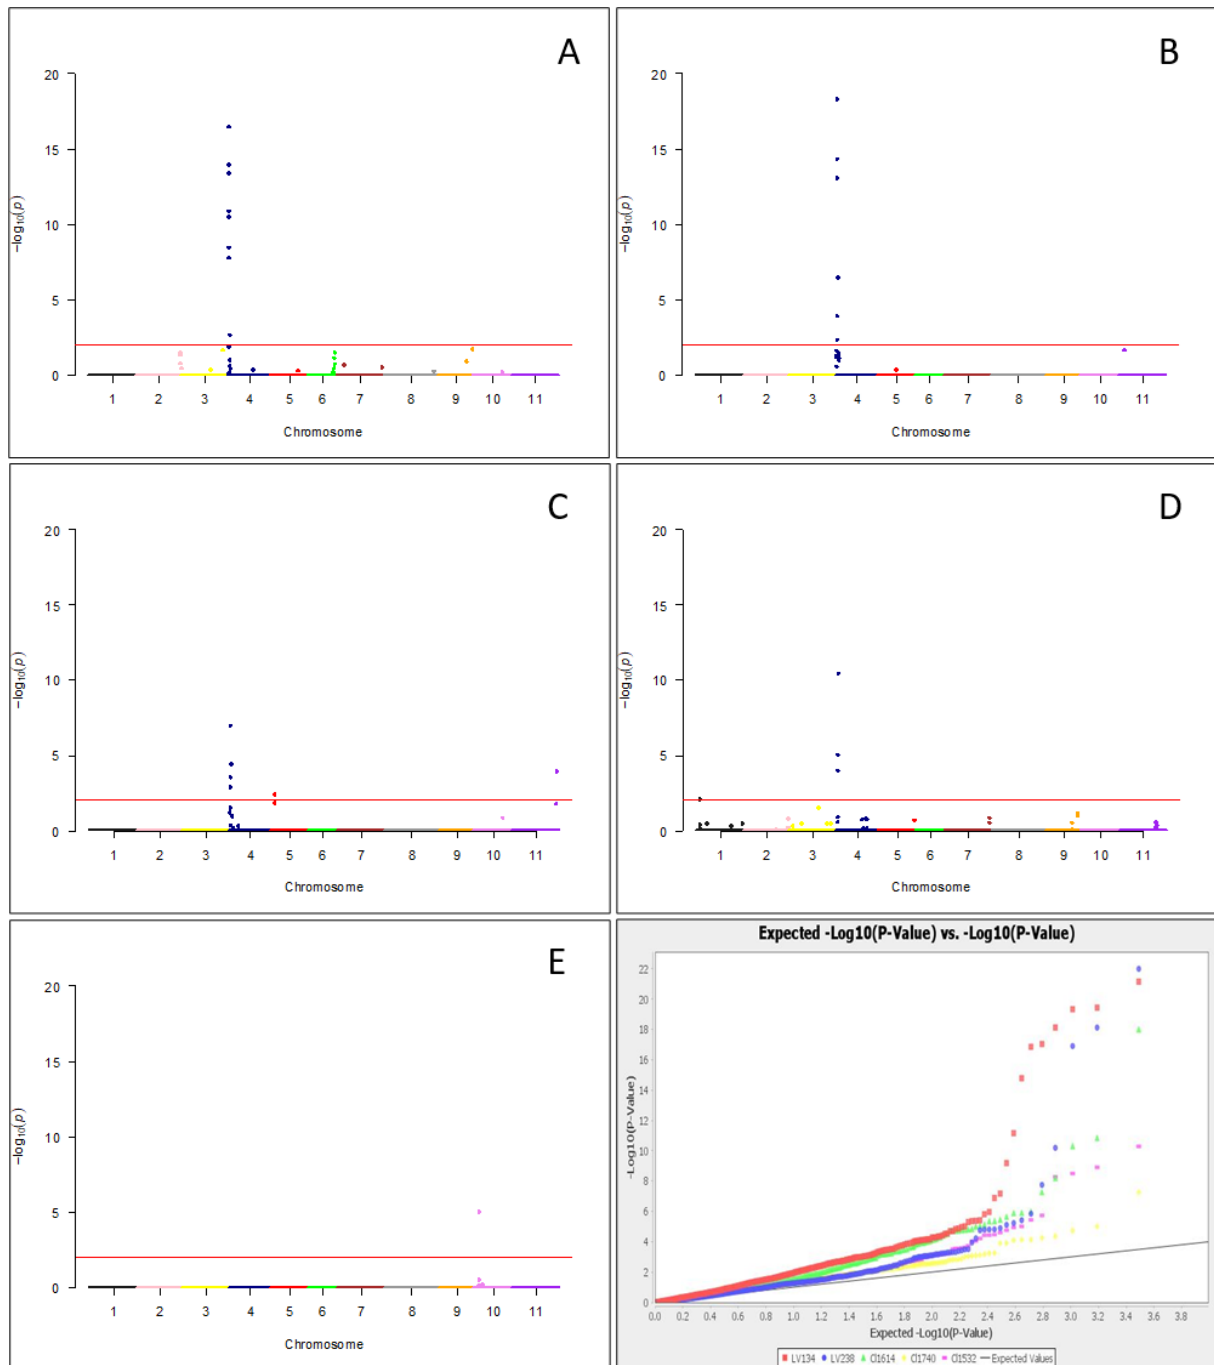 A
20
15
10
5
0
−log10(p)
1 2 3 4 5 6 7 8 9 10 11
Chromosome
B
20
15
10
5
0
−log10(p)
1 2 3 4 5 6 7 8 9 10 11
Chromosome
C
20
15
10
5
0
−log10(p)
1 2 3 4 5 6 7 8 9 10 11
Chromosome
D
20
15
10
5
0
−log10(p)
1 2 3 4 5 6 7 8 9 10 11
Chromosome
E
20
15
10
5
0
−log10(p)
1 2 3 4 5 6 7 8 9 10 11
Chromosome
Expected -Log10(P-Value) vs. -Log10(P-Value)
22
20
18
16
14
12
10
8
6
4
2
0
-Log10(P-Value)
0.0 0.2 0.4 0.6 0.8 1.0 1.2 1.4 1.6 1.8 2.0 2.2 2.4 2.6 2.8 3.0 3.2 3.4 3.6 3.8
Expected -Log10(P-Value)
LV134 LV238 CI1614 CI1740 CI1532 Expected Values